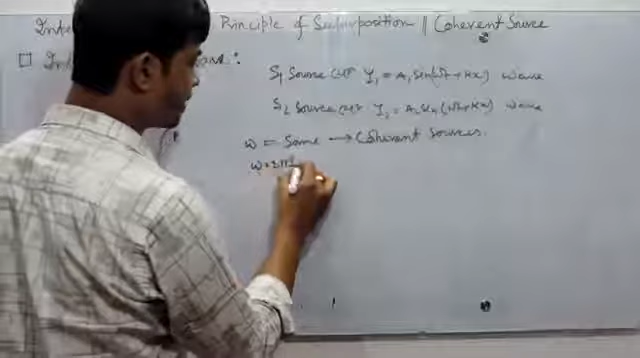 Principle of Superposition || Coherent Source
S₁ Source থেকে Y₁ = A₁ sin(ωt + kx) wave
S₂ Source থেকে Y₂ = A₂ sin(ωt + kx) wave
ω = Same → Coherent Sources.
ω = 2πf